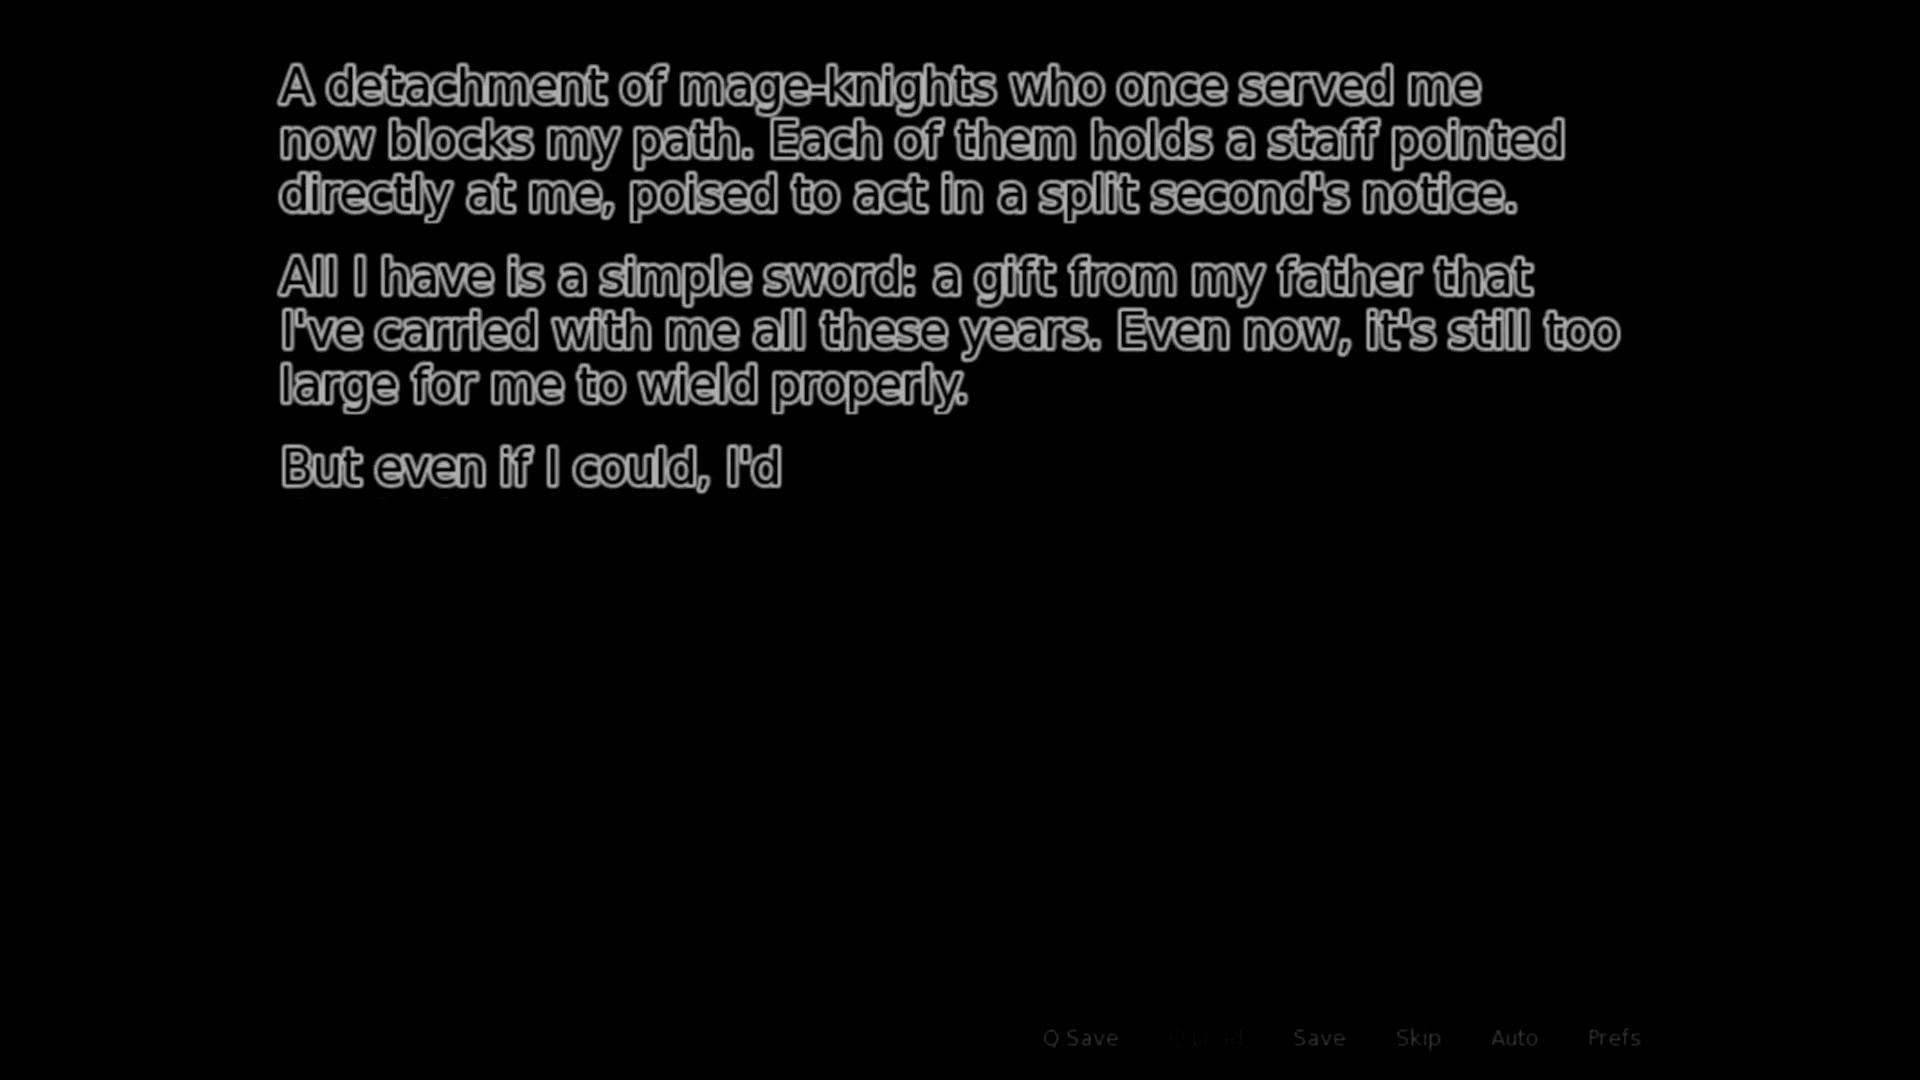 A detachment of mage-knights who once served me
now blocks my path. Each of them holds a staff pointed
directly at me, poised to act in a split second's notice.
All I have is a simple sword: a gift from my father that
I've carried with me all these years. Even now, it's still too
large for me to wield properly.
But even if I could, I'd
Q Save Q Load Save Skip Auto Prefs